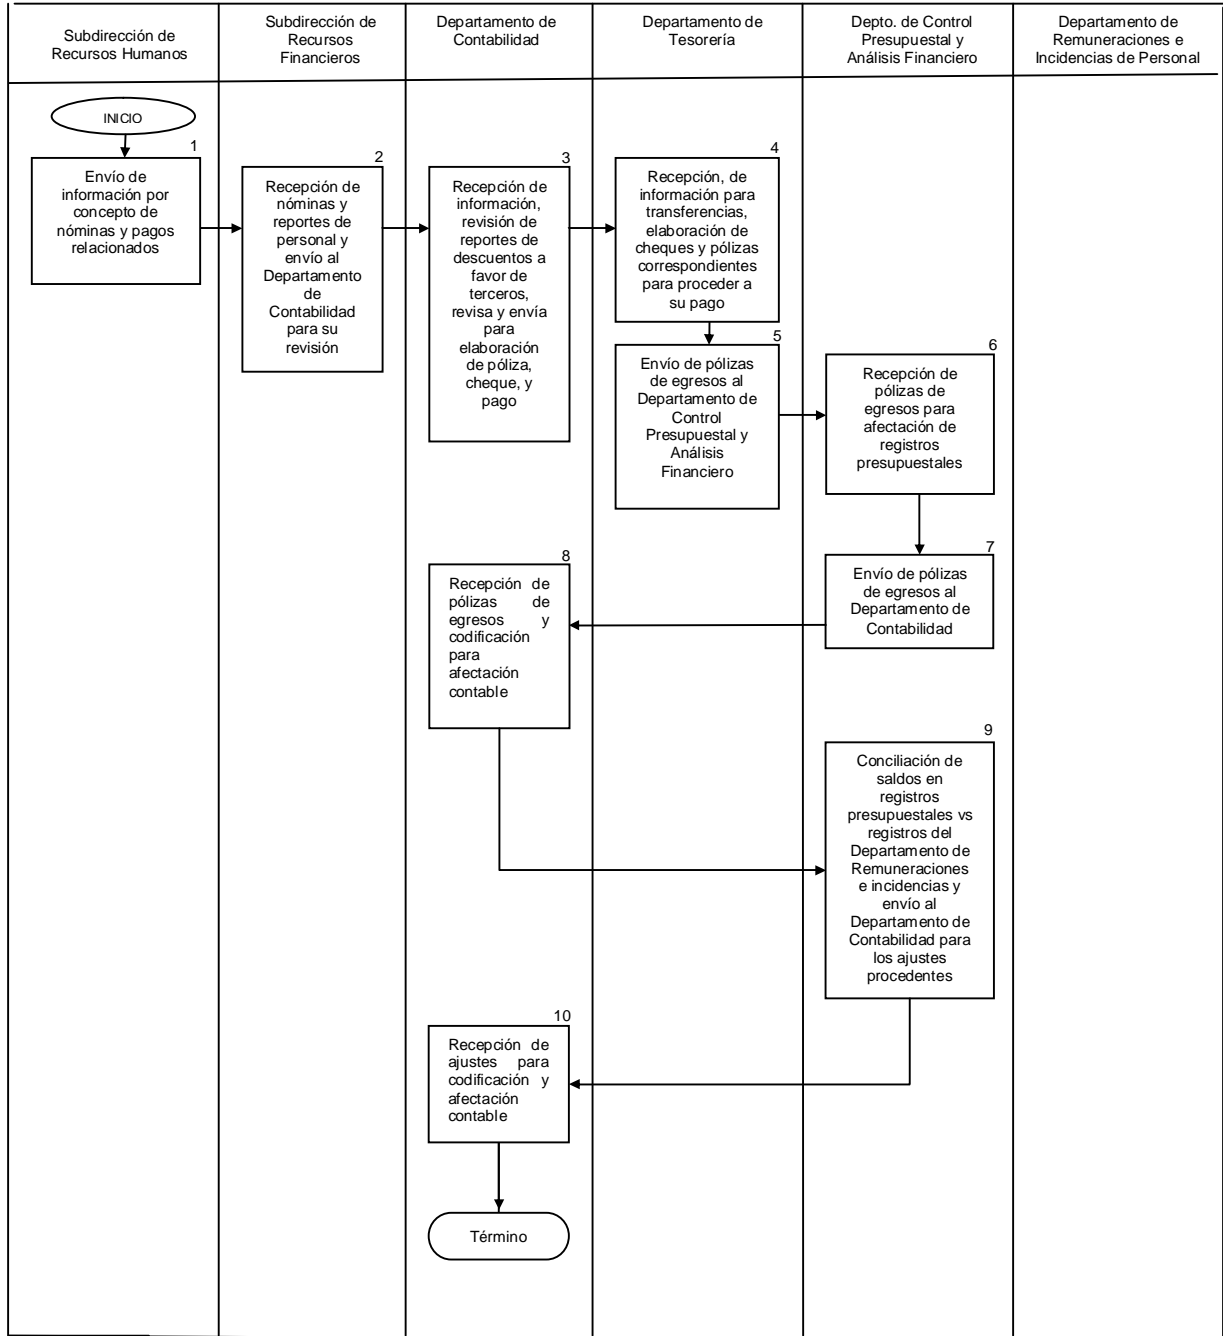 Subdirección de
Recursos Humanos
Subdirección de
Recursos
Financieros
Departamento de
Contabilidad
Departamento de
Tesorería
Depto. de Control
Presupuestal y
Análisis Financiero
Departamento de
Remuneraciones e
Incidencias de Personal
INICIO
1
Envío de
información por
concepto de
nóminas y pagos
relacionados
2
Recepción de
nóminas y
reportes de
personal y
envío al
Departamento
de
Contabilidad
para su
revisión
3
Recepción de
información,
revisión de
reportes de
descuentos a
favor de
terceros,
revisa y envía
para
elaboración
de póliza,
cheque, y
pago
4
Recepción, de
información para
transferencias,
elaboración de
cheques y pólizas
correspondientes
para proceder a
su pago
5
Envío de pólizas
de egresos al
Departamento de
Control
Presupuestal y
Análisis
Financiero
6
Recepción de
pólizas de
egresos para
afectación de
registros
presupuestales
7
Envío de pólizas
de egresos al
Departamento de
Contabilidad
8
Recepción de
pólizas de
egresos y
codificación
para
afectación
contable
9
Conciliación de
saldos en
registros
presupuestales vs
registros del
Departamento de
Remuneraciones
e incidencias y
envío al
Departamento de
Contabilidad para
los ajustes
procedentes
10
Recepción de
ajustes para
codificación y
afectación
contable
Término